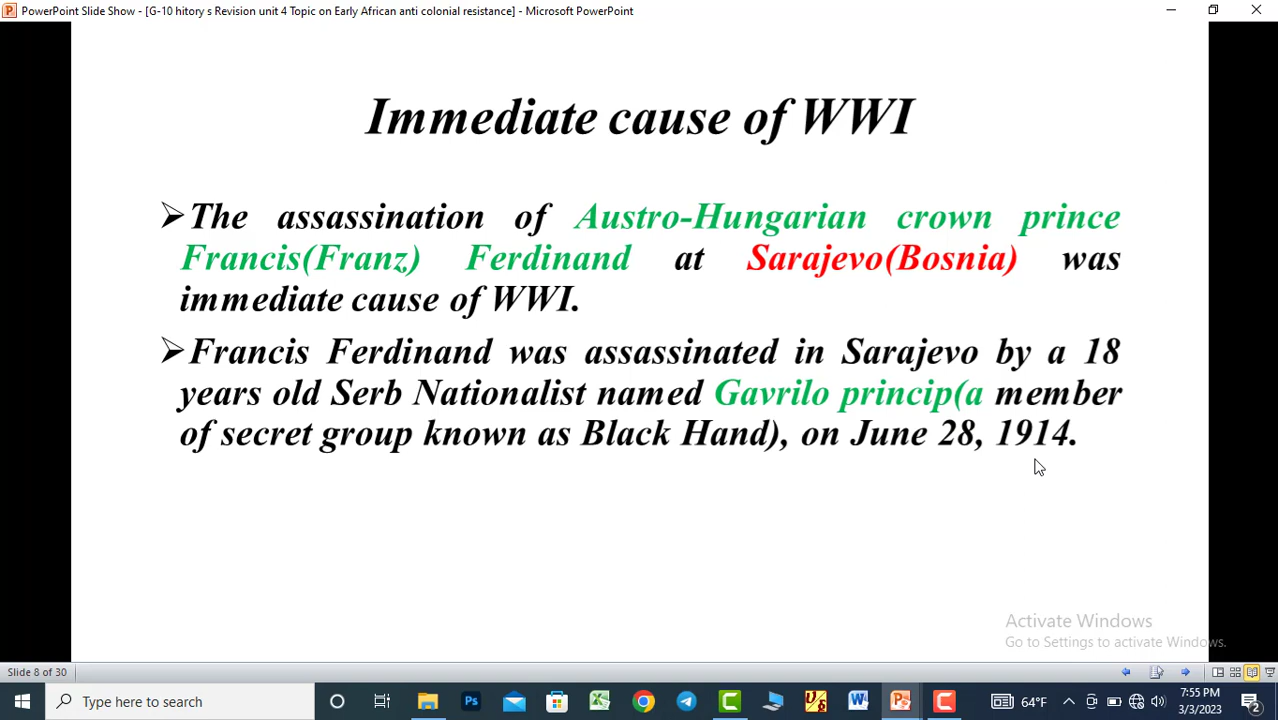 PowerPoint Slide Show - [G-10 hitory s Revision unit 4 Topic on Early African anti colonial resistance] - Microsoft PowerPoint
Immediate cause of WWI
➢The assassination of Austro-Hungarian crown prince
Francis(Franz) Ferdinand at Sarajevo(Bosnia) was
immediate cause of WWI.
➢Francis Ferdinand was assassinated in Sarajevo by a 18
years old Serb Nationalist named Gavrilo princip(a member
of secret group known as Black Hand), on June 28, 1914.
Activate Windows
Go to Settings to activate Windows.
Slide 8 of 30
Type here to search
64°F
7:55 PM
3/3/2023
2